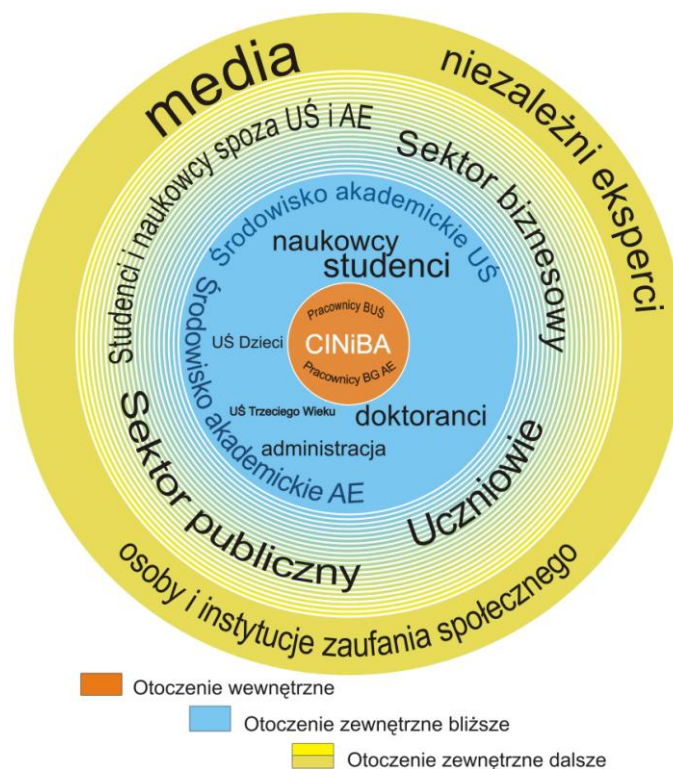 media
niezależni eksperci
Studenci i naukowcy spoza UŚ i AE
Sektor biznesowy
Środowisko akademickie UŚ
naukowcy
studenci
Pracownicy BUŚ
CINiBA
Pracownicy BG AE
UŚ Dzieci
UŚ Trzeciego Wieku
doktoranci
administracja
Środowisko akademickie AE
Sektor publiczny
Uczniowie
osoby i instytucje zaufania społecznego
Otoczenie wewnętrzne
Otoczenie zewnętrzne bliższe
Otoczenie zewnętrzne dalsze